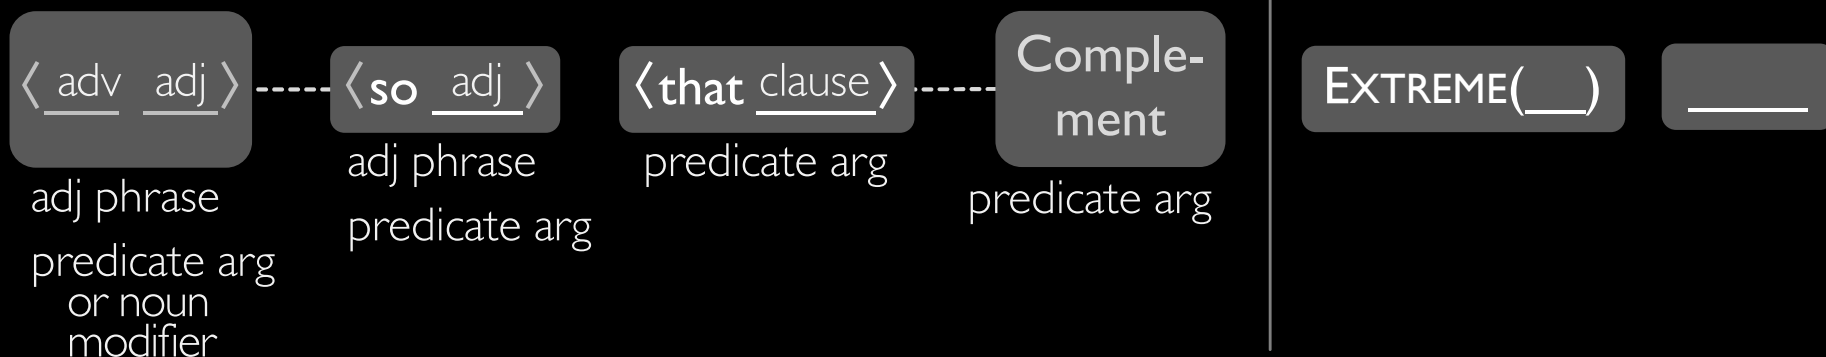 ⟨ adv adj ⟩
adj phrase
predicate arg
or noun
modifier
⟨so adj ⟩
adj phrase
predicate arg
⟨that clause⟩
predicate arg
Comple-
ment
predicate arg
EXTREME(__)